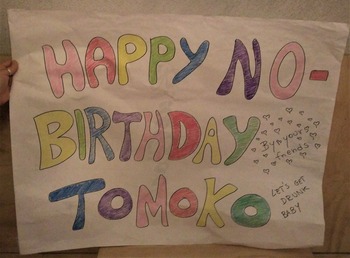 HAPPY NO-
BIRTHDAY
TOMOKO
By your
friends
LET'S GET
DRUNK
BABY